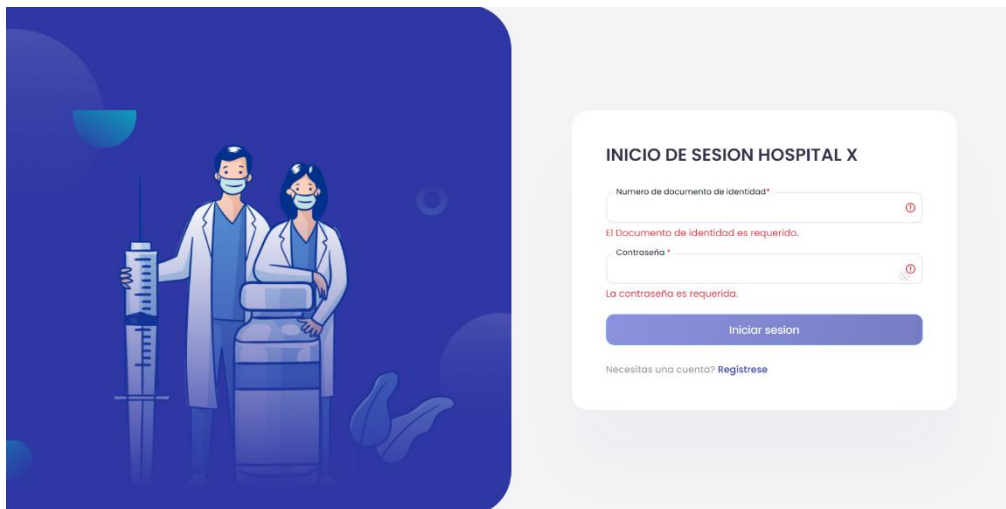 INICIO DE SESION HOSPITAL X
Numero de documento de identidad*
El Documento de identidad es requerido.
Contraseña *
La contraseña es requerida.
Iniciar sesion
Necesitas una cuenta? Regístrese